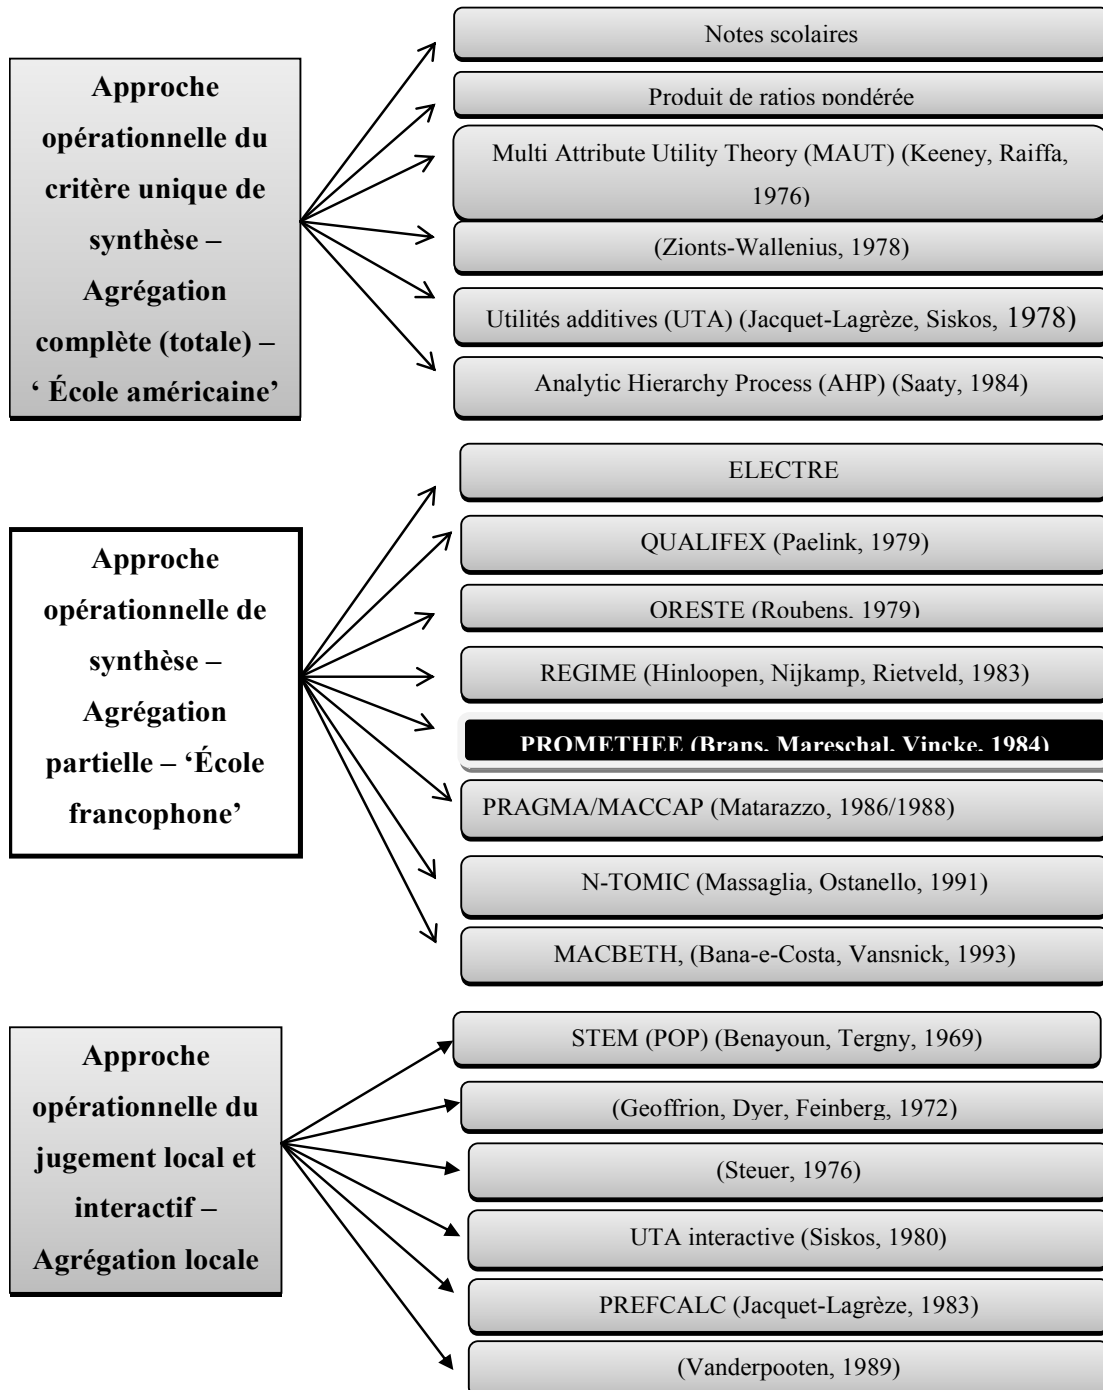 Approche
opérationnelle du
critère unique de
synthèse –
Agrégation
complète (totale) –
‘ École américaine’
Notes scolaires
Produit de ratios pondérée
Multi Attribute Utility Theory (MAUT) (Keeney, Raiffa,
1976)
(Zionts-Wallenius, 1978)
Utilités additives (UTA) (Jacquet-Lagrèze, Siskos, 1978)
Analytic Hierarchy Process (AHP) (Saaty, 1984)
Approche
opérationnelle de
synthèse –
Agrégation
partielle – ‘École
francophone’
ELECTRE
QUALIFEX (Paelink, 1979)
ORESTE (Roubens, 1979)
REGIME (Hinloopen, Nijkamp, Rietveld, 1983)
PROMETHEE (Brans, Mareschal, Vincke, 1984)
PRAGMA/MACCAP (Matarazzo, 1986/1988)
N-TOMIC (Massaglia, Ostanello, 1991)
MACBETH, (Bana-e-Costa, Vansnick, 1993)
Approche
opérationnelle du
jugement local et
interactif –
Agrégation locale
STEM (POP) (Benayoun, Tergny, 1969)
(Geoffrion, Dyer, Feinberg, 1972)
(Steuer, 1976)
UTA interactive (Siskos, 1980)
PREFCALC (Jacquet-Lagrèze, 1983)
(Vanderpooten, 1989)